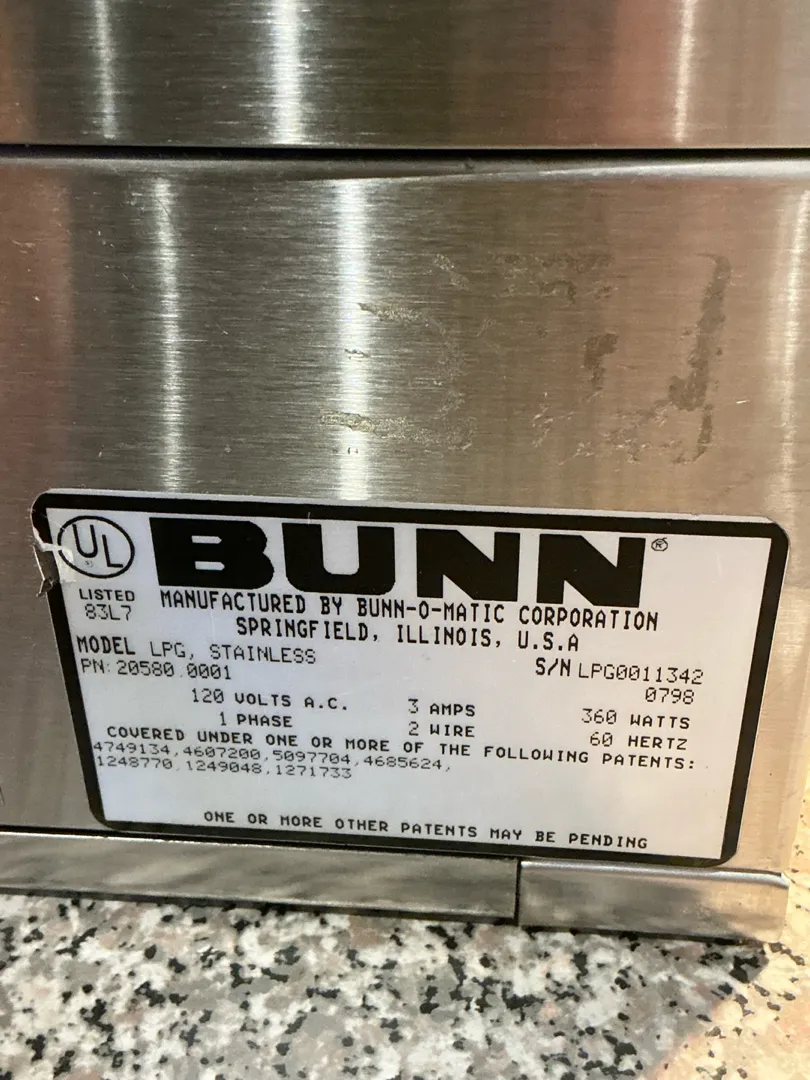 UL
BUNN®
LISTED
83L7
MANUFACTURED BY BUNN-O-MATIC CORPORATION
SPRINGFIELD, ILLINOIS, U.S.A
MODEL LPG, STAINLESS
PN: 20580.0001
S/N LPG0011342
0798
120 VOLTS A.C. 3 AMPS 360 WATTS
1 PHASE 2 WIRE 60 HERTZ
COVERED UNDER ONE OR MORE OF THE FOLLOWING PATENTS:
4749134,4607200,5097704,4685624,
1248770,1249048,1271733
ONE OR MORE OTHER PATENTS MAY BE PENDING